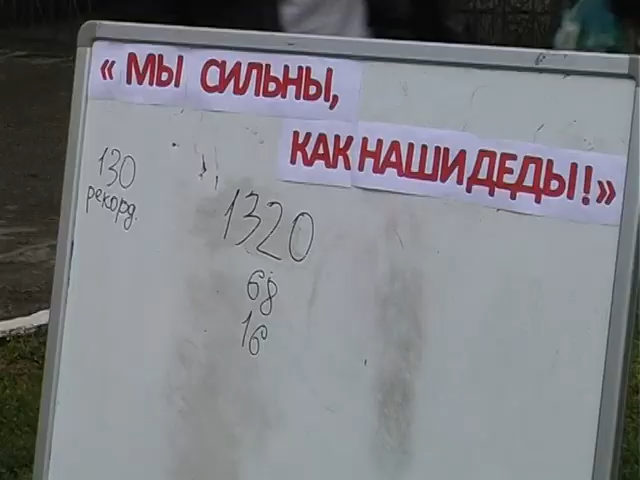 « МЫ СИЛЬНЫ,
КАК НАШИ ДЕДЫ!»
130
рекорд.
1320
68
16